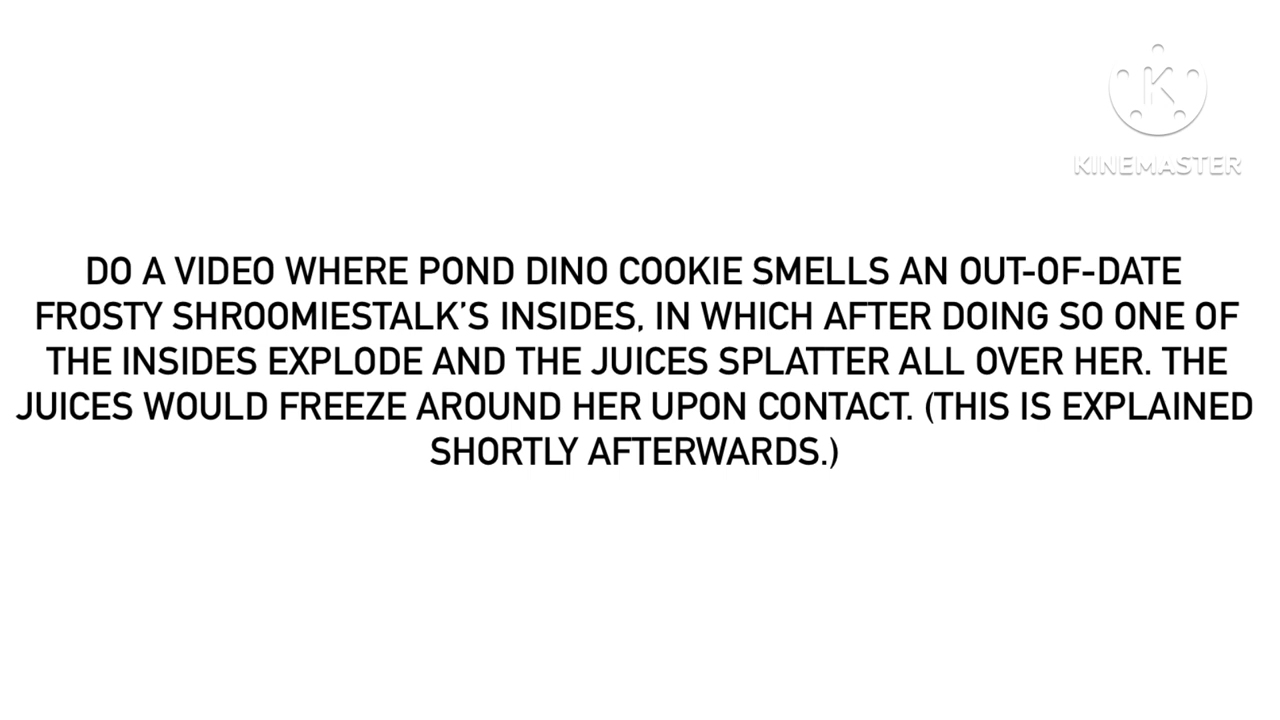 KINEMASTER
DO A VIDEO WHERE POND DINO COOKIE SMELLS AN OUT-OF-DATE
FROSTY SHROOMIESTALK'S INSIDES, IN WHICH AFTER DOING SO ONE OF
THE INSIDES EXPLODE AND THE JUICES SPLATTER ALL OVER HER. THE
JUICES WOULD FREEZE AROUND HER UPON CONTACT. (THIS IS EXPLAINED
SHORTLY AFTERWARDS.)